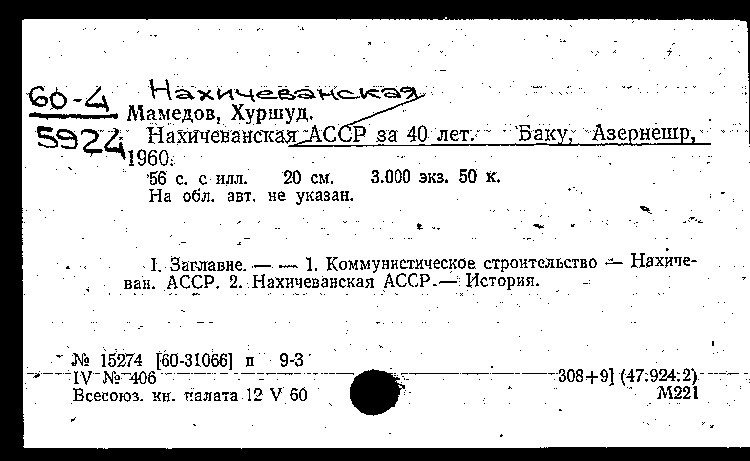 Нахичеванская
60-4
5924
Мамедов, Хуршуд.
Нахичеванская АССР за 40 лет. Баку, Азернешр,
1960.
56 с. с илл. 20 см. 3.000 экз. 50 к.
На обл. авт. не указан.
I. Заглавие. — — 1. Коммунистическое строительство — Нахиче-
ван. АССР. 2. Нахичеванская АССР.— История.
№ 15274 [60-31066] п 9-3
IV № 406
308+9] (47.924:2)
Всесоюз. кн. палата 12 V 60
М221